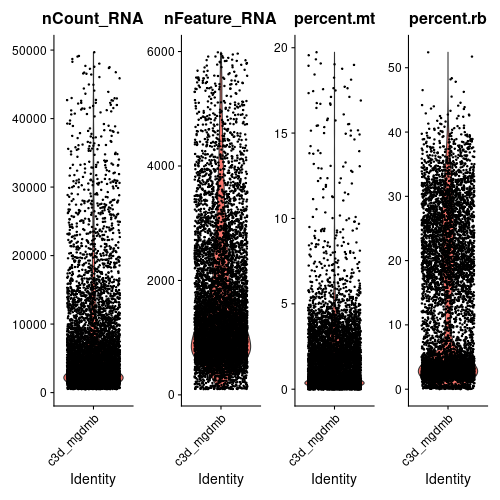 nCount_RNA
50000
40000
30000
20000
10000
0
c3d_mgdmb
Identity
nFeature_RNA
6000
4000
2000
0
c3d_mgdmb
Identity
percent.mt
20
15
10
5
0
c3d_mgdmb
Identity
percent.rb
50
40
30
20
10
0
c3d_mgdmb
Identity